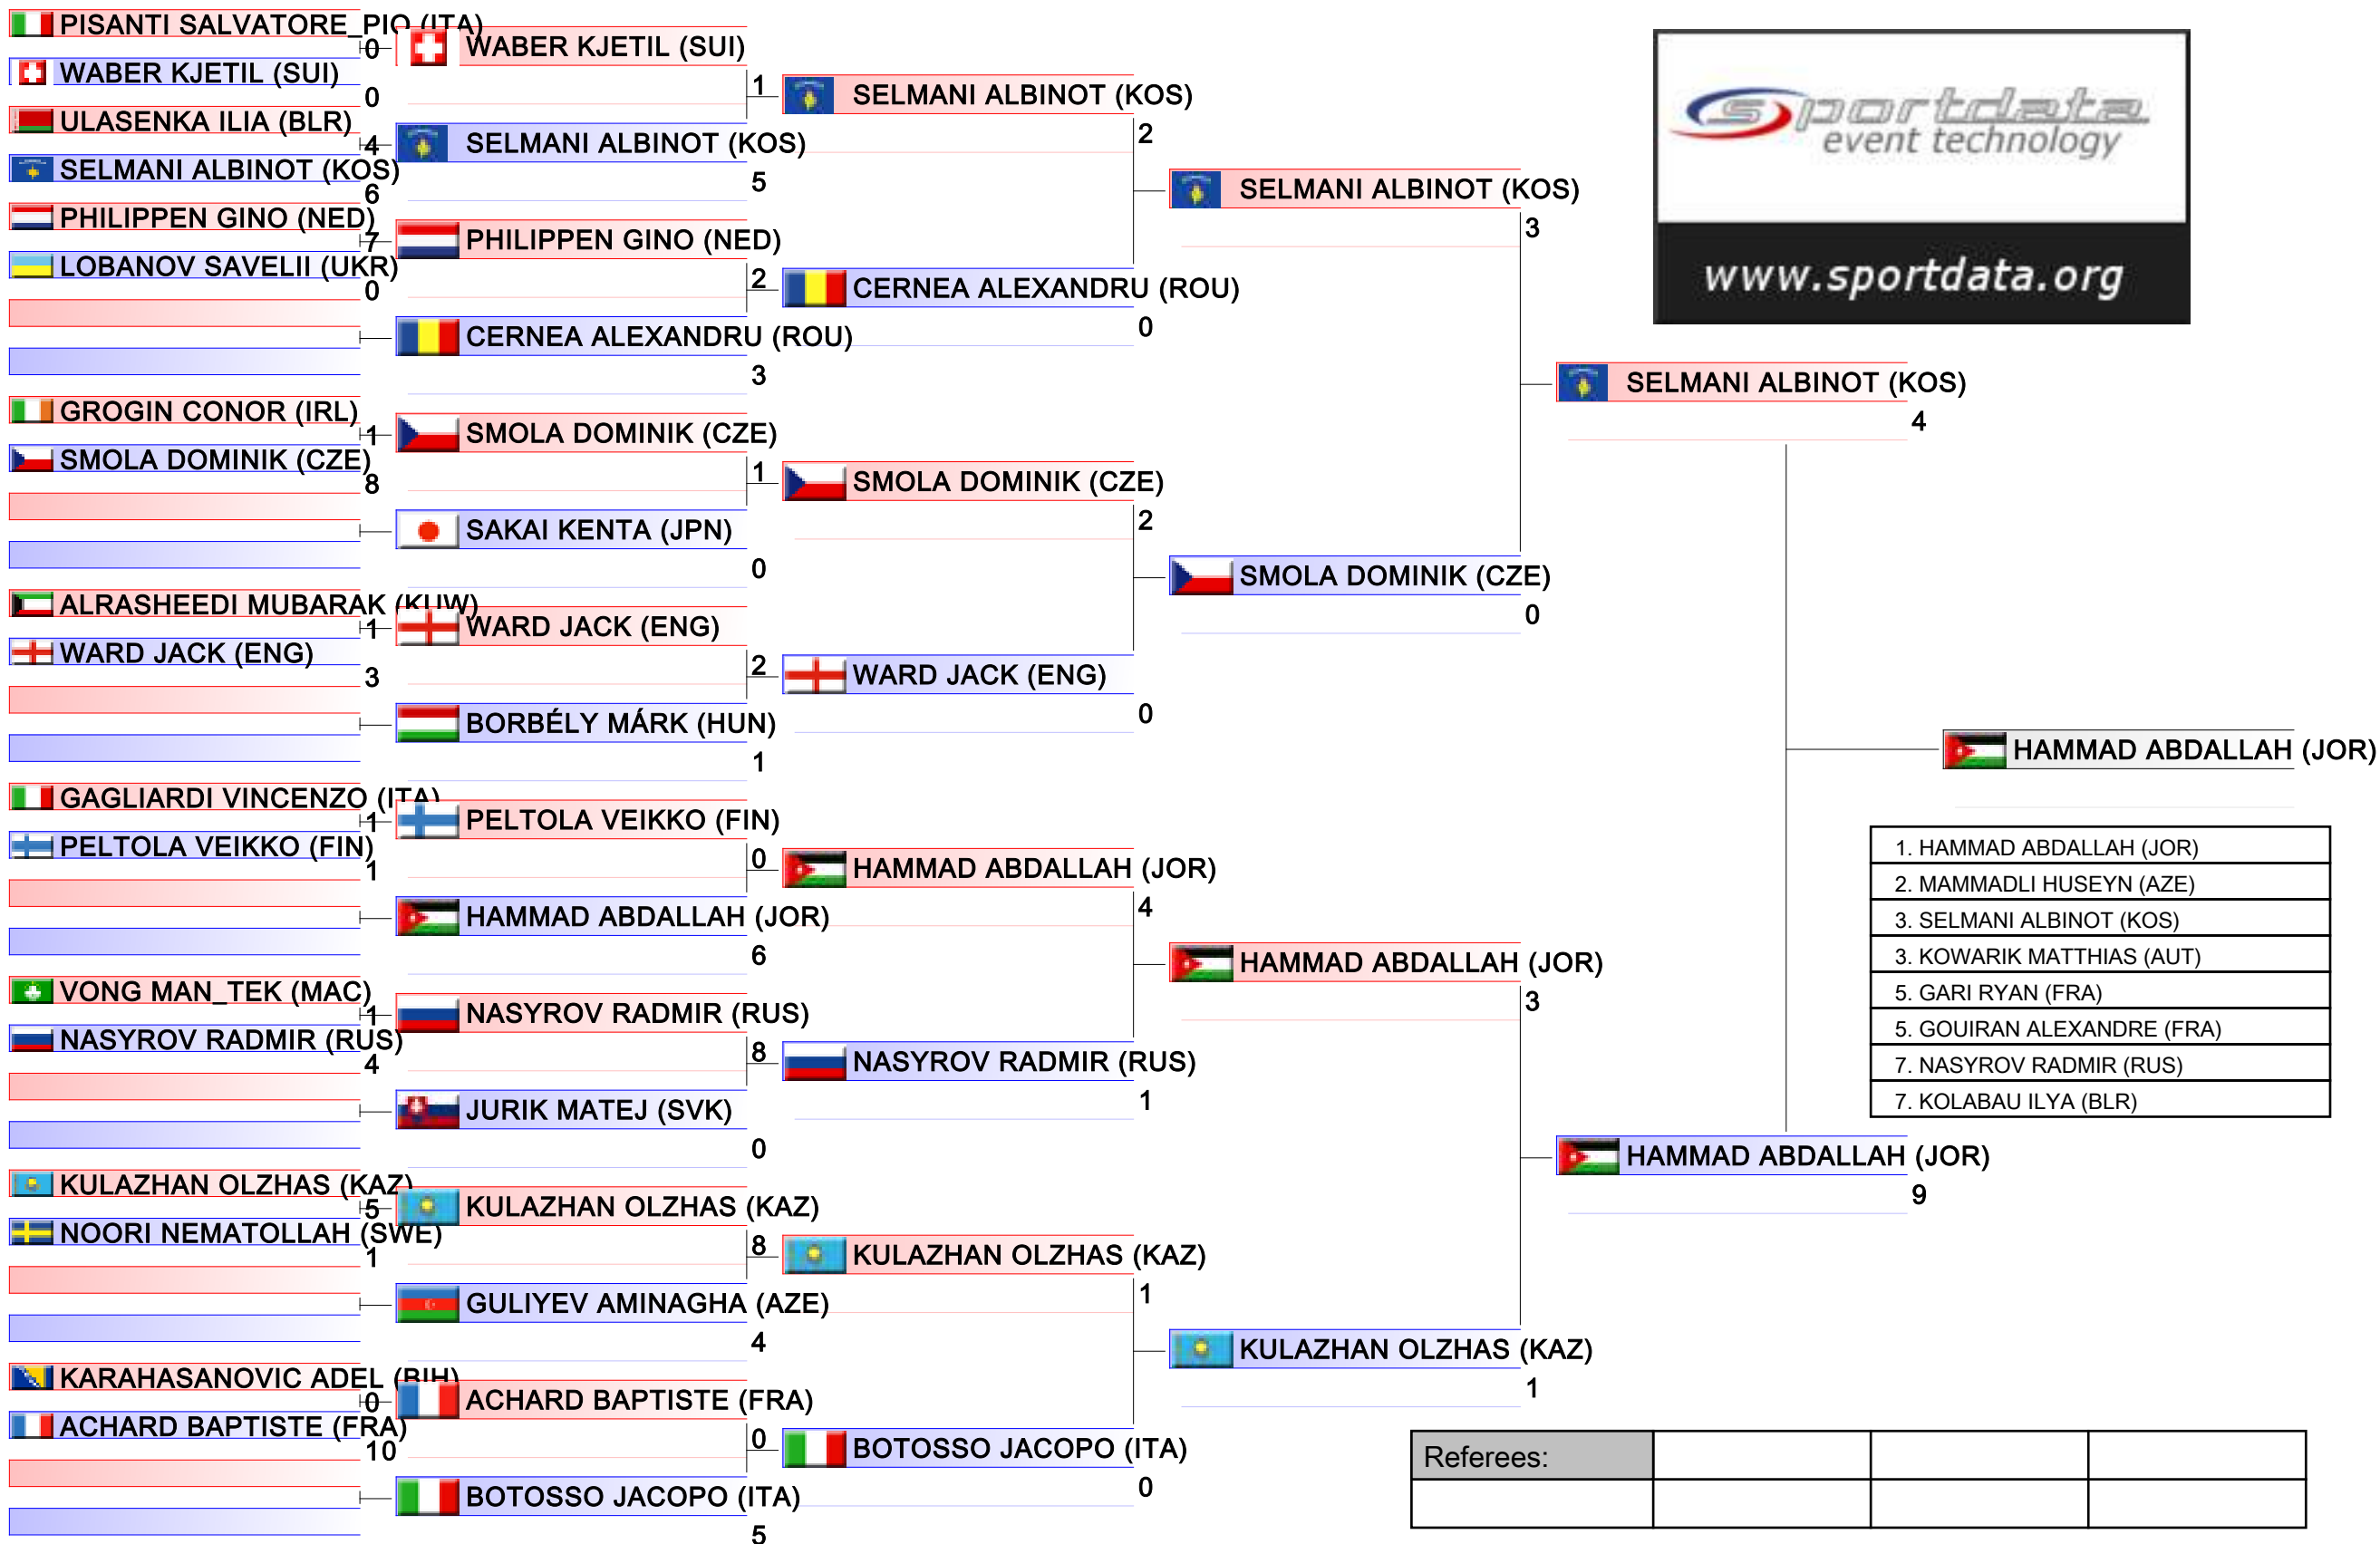 PISANTI SALVATORE_PIO (ITA)
0
WABER KJETIL (SUI)
0
ULASENKA ILIA (BLR)
4
SELMANI ALBINOT (KOS)
6
PHILIPPEN GINO (NED)
7
LOBANOV SAVELII (UKR)
0
GROGIN CONOR (IRL)
1
SMOLA DOMINIK (CZE)
8
ALRASHEEDI MUBARAK (KUW)
1
WARD JACK (ENG)
3
GAGLIARDI VINCENZO (ITA)
1
PELTOLA VEIKKO (FIN)
1
VONG MAN_TEK (MAC)
1
NASYROV RADMIR (RUS)
4
KULAZHAN OLZHAS (KAZ)
5
NOORI NEMATOLLAH (SWE)
1
KARAHASANOVIC ADEL (BIH)
0
ACHARD BAPTISTE (FRA)
10
WABER KJETIL (SUI)
1
SELMANI ALBINOT (KOS)
5
PHILIPPEN GINO (NED)
2
CERNEA ALEXANDRU (ROU)
3
SMOLA DOMINIK (CZE)
1
SAKAI KENTA (JPN)
0
WARD JACK (ENG)
2
BORBÉLY MÁRK (HUN)
1
PELTOLA VEIKKO (FIN)
0
HAMMAD ABDALLAH (JOR)
6
NASYROV RADMIR (RUS)
8
JURIK MATEJ (SVK)
0
KULAZHAN OLZHAS (KAZ)
8
GULIYEV AMINAGHA (AZE)
4
ACHARD BAPTISTE (FRA)
0
BOTOSSO JACOPO (ITA)
5
SELMANI ALBINOT (KOS)
2
CERNEA ALEXANDRU (ROU)
0
SMOLA DOMINIK (CZE)
2
WARD JACK (ENG)
0
HAMMAD ABDALLAH (JOR)
4
NASYROV RADMIR (RUS)
1
KULAZHAN OLZHAS (KAZ)
1
BOTOSSO JACOPO (ITA)
0
SELMANI ALBINOT (KOS)
3
SMOLA DOMINIK (CZE)
0
HAMMAD ABDALLAH (JOR)
3
KULAZHAN OLZHAS (KAZ)
1
SELMANI ALBINOT (KOS)
4
HAMMAD ABDALLAH (JOR)
9
HAMMAD ABDALLAH (JOR)
sportdata
event technology
www.sportdata.org
1. HAMMAD ABDALLAH (JOR)
2. MAMMADLI HUSEYN (AZE)
3. SELMANI ALBINOT (KOS)
3. KOWARIK MATTHIAS (AUT)
5. GARI RYAN (FRA)
5. GOUIRAN ALEXANDRE (FRA)
7. NASYROV RADMIR (RUS)
7. KOLABAU ILYA (BLR)
Referees: